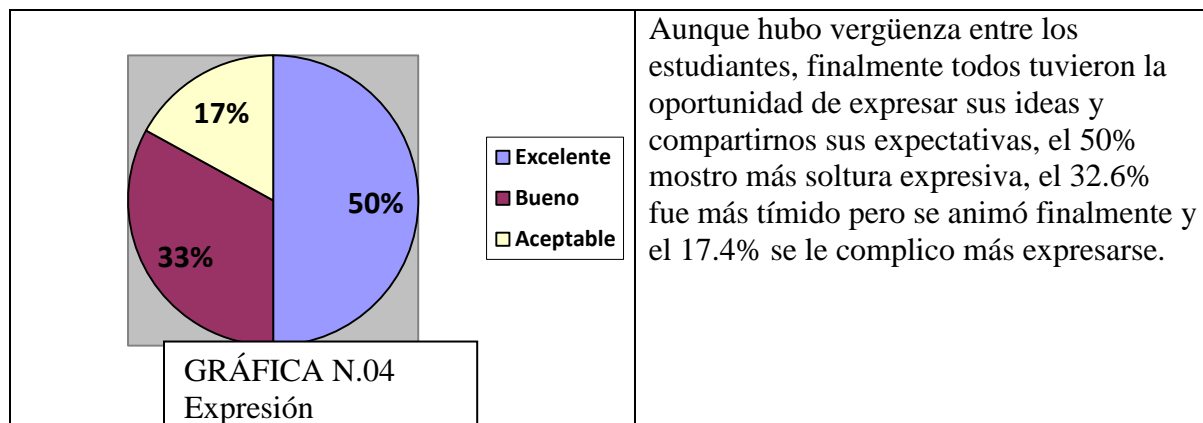 17%
50%
33%
Excelente
Bueno
Aceptable
GRÁFICA N.04
Expresión
Aunque hubo vergüenza entre los
estudiantes, finalmente todos tuvieron la
oportunidad de expresar sus ideas y
compartirnos sus expectativas, el 50%
mostro más soltura expresiva, el 32.6%
fue más tímido pero se animó finalmente y
el 17.4% se le complico más expresarse.